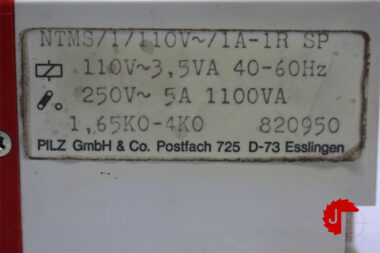 NTMS/1/110V~/1A-1R SP
110V~3,5VA 40-60Hz
250V~ 5A 1100VA
1,65KO-4KO 820950
PILZ GmbH & Co. Postfach 725 D-73 Esslingen